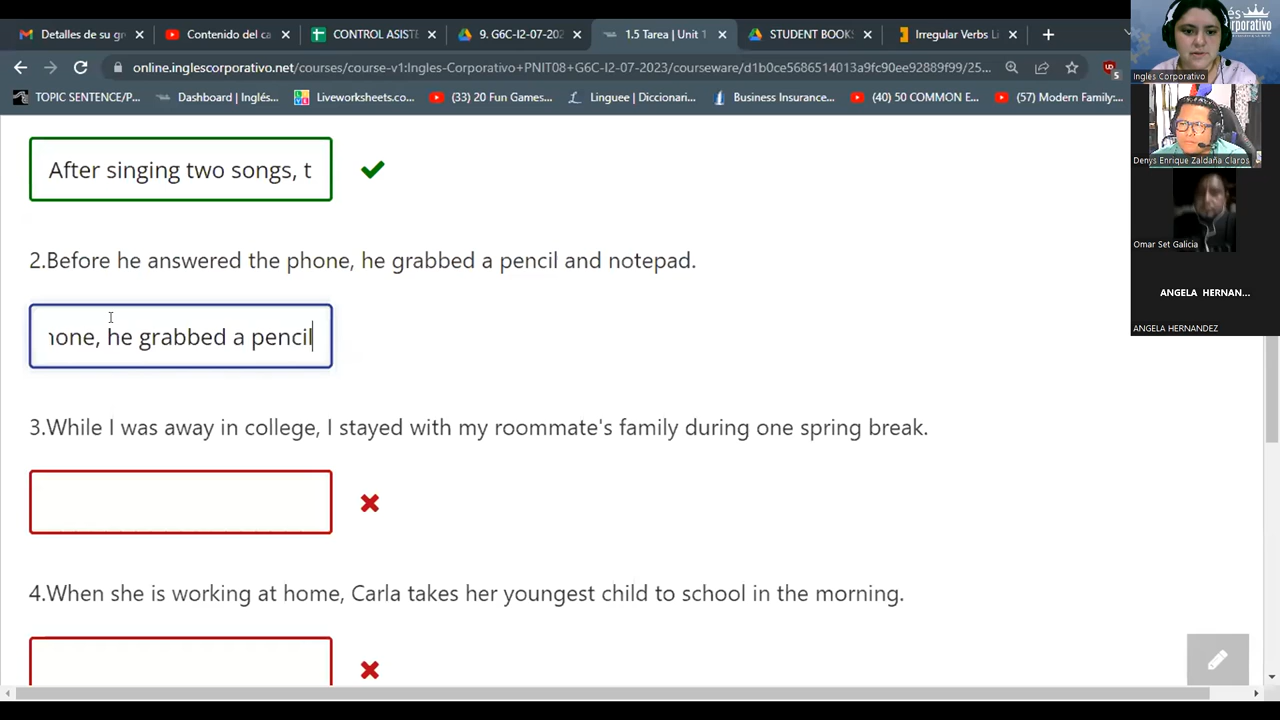 Detalles de su gr
Contenido del ca
CONTROL ASISTE
9. G6C-I2-07-202
1.5 Tarea | Unit 1
STUDENT BOOK
Irregular Verbs Li
online.inglescorporativo.net/courses/course-v1:Ingles-Corporativo+PNIT08+G6C-I2-07-2023/courseware/d1b0ce5686514013a9fc90ee92889f99/25...
TOPIC SENTENCE/P...
Dashboard | Inglés...
Liveworksheets.co...
(33) 20 Fun Games...
Linguee | Diccionari...
Business Insurance...
(40) 50 COMMON E...
(57) Modern Family:...
After singing two songs, t
2.Before he answered the phone, he grabbed a pencil and notepad.
hone, he grabbed a pencil
3.While I was away in college, I stayed with my roommate's family during one spring break.
4.When she is working at home, Carla takes her youngest child to school in the morning.
Ingles Corporativo
Denys Enrique Zaldaña Claros
Omar Set Galicia
ANGELA HERNAN...
ANGELA HERNANDEZ